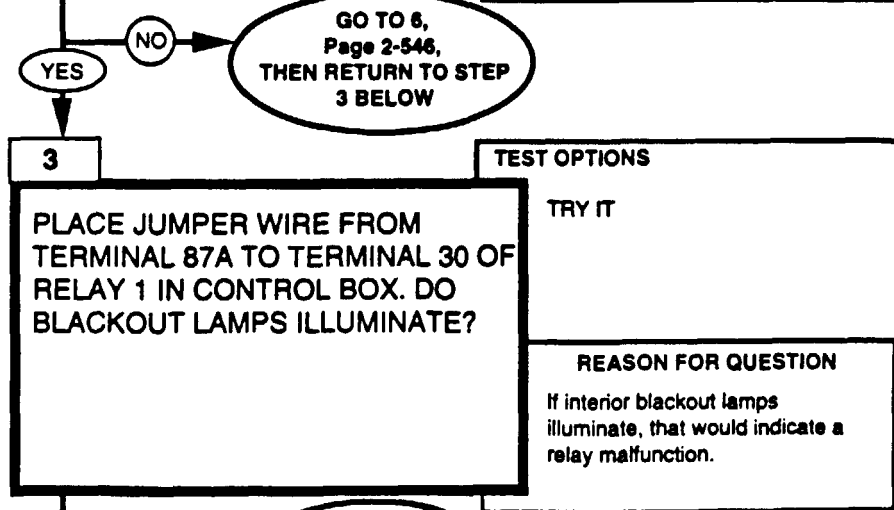 NO
GO TO 6,
Page 2-546,
THEN RETURN TO STEP
3 BELOW
YES
3
PLACE JUMPER WIRE FROM
TERMINAL 87A TO TERMINAL 30 OF
RELAY 1 IN CONTROL BOX. DO
BLACKOUT LAMPS ILLUMINATE?
TEST OPTIONS
TRY IT
REASON FOR QUESTION
If interior blackout lamps
illuminate, that would indicate a
relay malfunction.